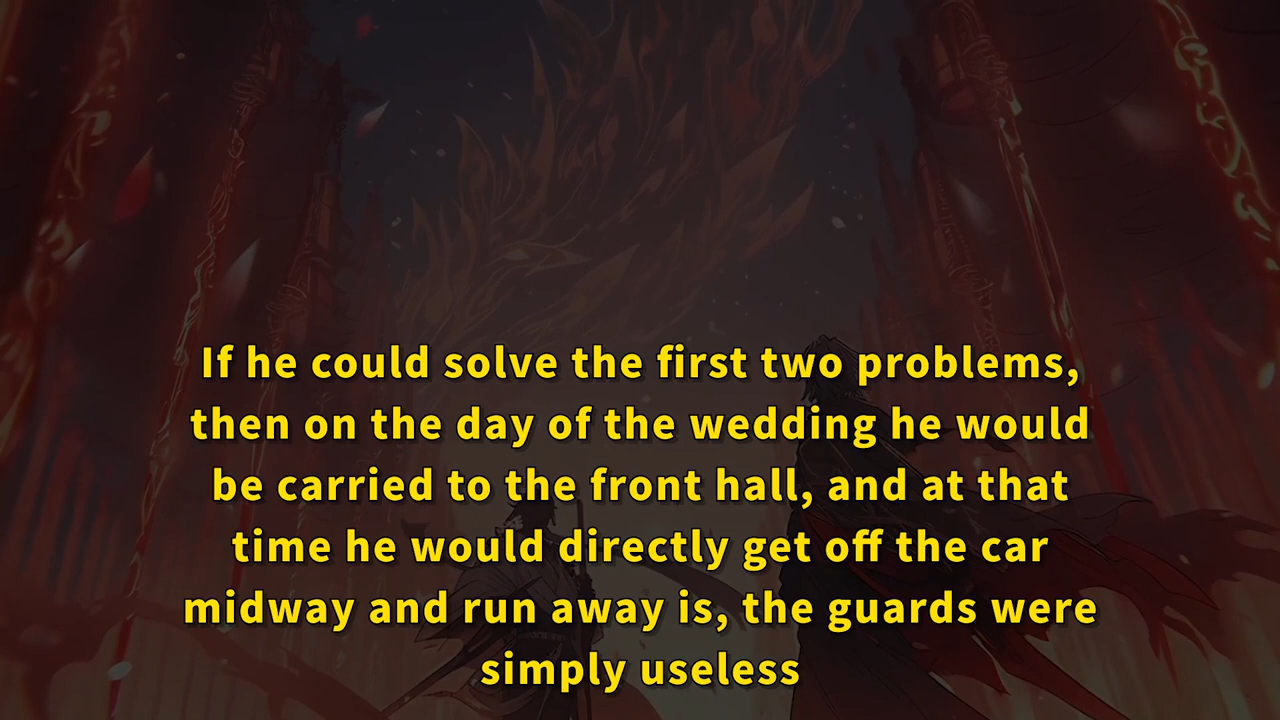 If he could solve the first two problems,
then on the day of the wedding he would
be carried to the front hall, and at that
time he would directly get off the car
midway and run away is, the guards were
simply useless